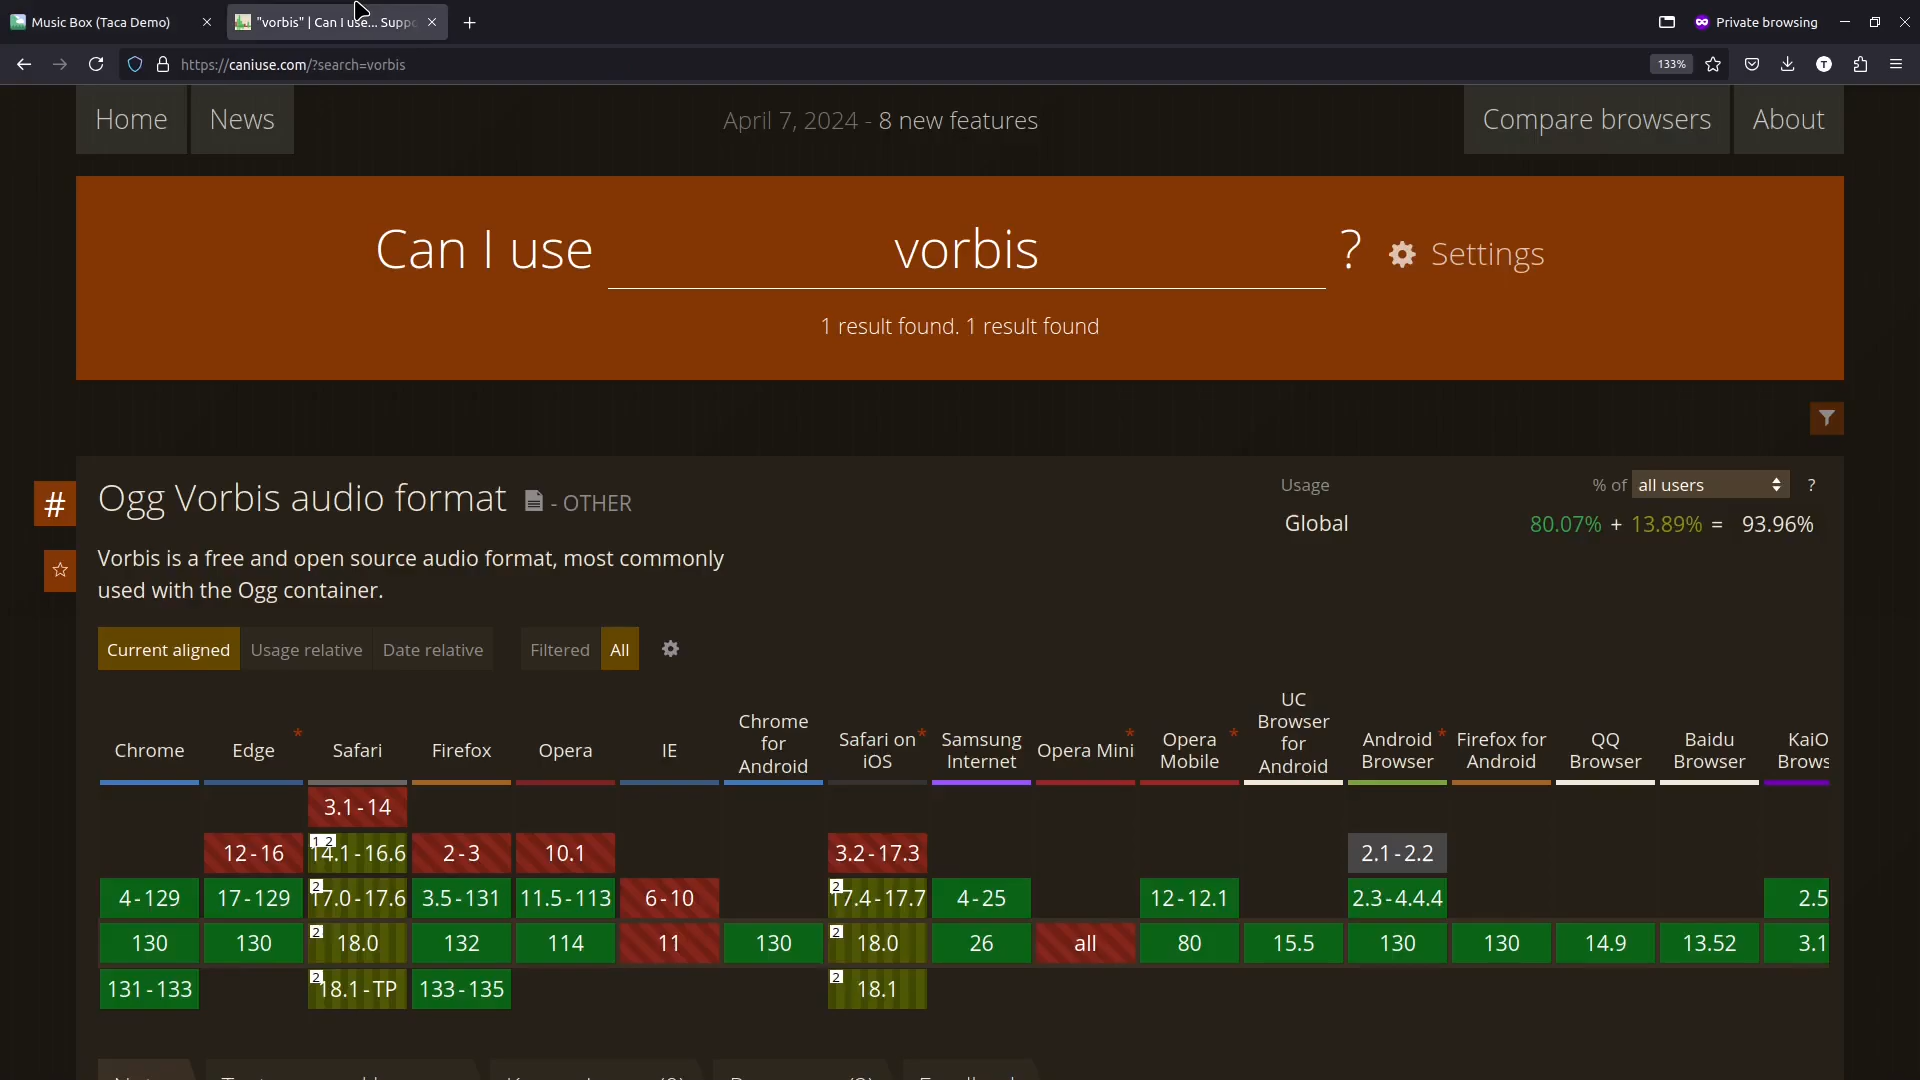 Music Box (Taca Demo)
"vorbis" | Can I use... Suppo
Private browsing
https://caniuse.com/?search=vorbis
133%
T
Home
News
April 7, 2024 - 8 new features
Compare browsers
About
Can I use vorbis ? Settings
1 result found. 1 result found
# Ogg Vorbis audio format - OTHER
Usage % of all users ?
Global 80.07% + 13.89% = 93.96%
Vorbis is a free and open source audio format, most commonly
used with the Ogg container.
Current aligned Usage relative Date relative Filtered All
Chrome
Edge *
Safari
Firefox
Opera
IE
Chrome
for
Android
Safari on *
iOS
Samsung
Internet
Opera Mini *
Opera *
Mobile
UC
Browser
for
Android
Android *
Browser
Firefox for
Android
QQ
Browser
Baidu
Browser
KaiO
Brows
3.1-14
12-16 1 2 14.1-16.6 2-3 10.1 3.2-17.3 2.1-2.2
4-129 17-129 2 17.0-17.6 3.5-131 11.5-113 6-10 2 17.4-17.7 4-25 12-12.1 2.3-4.4.4 2.5
130 130 2 18.0 132 114 11 130 2 18.0 26 all 80 15.5 130 130 14.9 13.52 3.1
131-133 2 18.1-TP 133-135 2 18.1